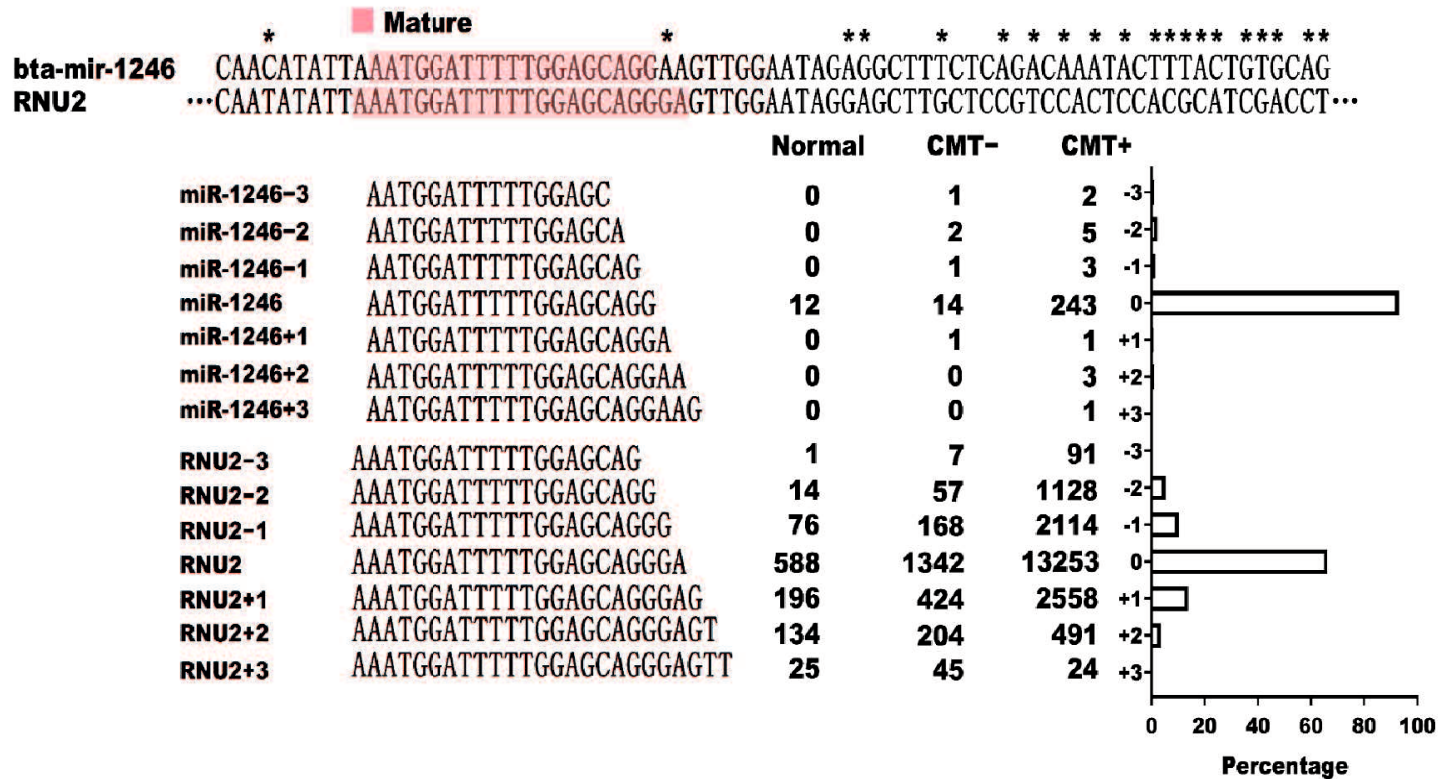 Mature
* * ** * * * * * * ***** *** **
bta-mir-1246 CAACATATTAAATGGATTTTTGGAGCAGGAAGTTGGAATAGAGGCTTTCTCAGACAAATACTTTACTGTGCAG
RNU2 ···CAATATATTAAATGGATTTTTGGAGCAGGGAGTTGGAATAGGAGCTTGCTCCGTCCACTCCACGCATCGACCT···
Normal CMT− CMT+
miR-1246−3 AATGGATTTTTGGAGC 0 1 2 -3
miR-1246−2 AATGGATTTTTGGAGCA 0 2 5 -2
miR-1246−1 AATGGATTTTTGGAGCAG 0 1 3 -1
miR-1246 AATGGATTTTTGGAGCAGG 12 14 243 0
miR-1246+1 AATGGATTTTTGGAGCAGGA 0 1 1 +1
miR-1246+2 AATGGATTTTTGGAGCAGGAA 0 0 3 +2
miR-1246+3 AATGGATTTTTGGAGCAGGAAG 0 0 1 +3
RNU2−3 AAATGGATTTTTGGAGCAG 1 7 91 -3
RNU2−2 AAATGGATTTTTGGAGCAGG 14 57 1128 -2
RNU2−1 AAATGGATTTTTGGAGCAGGG 76 168 2114 -1
RNU2 AAATGGATTTTTGGAGCAGGGA 588 1342 13253 0
RNU2+1 AAATGGATTTTTGGAGCAGGGAG 196 424 2558 +1
RNU2+2 AAATGGATTTTTGGAGCAGGGAGT 134 204 491 +2
RNU2+3 AAATGGATTTTTGGAGCAGGGAGTT 25 45 24 +3
0 20 40 60 80 100
Percentage